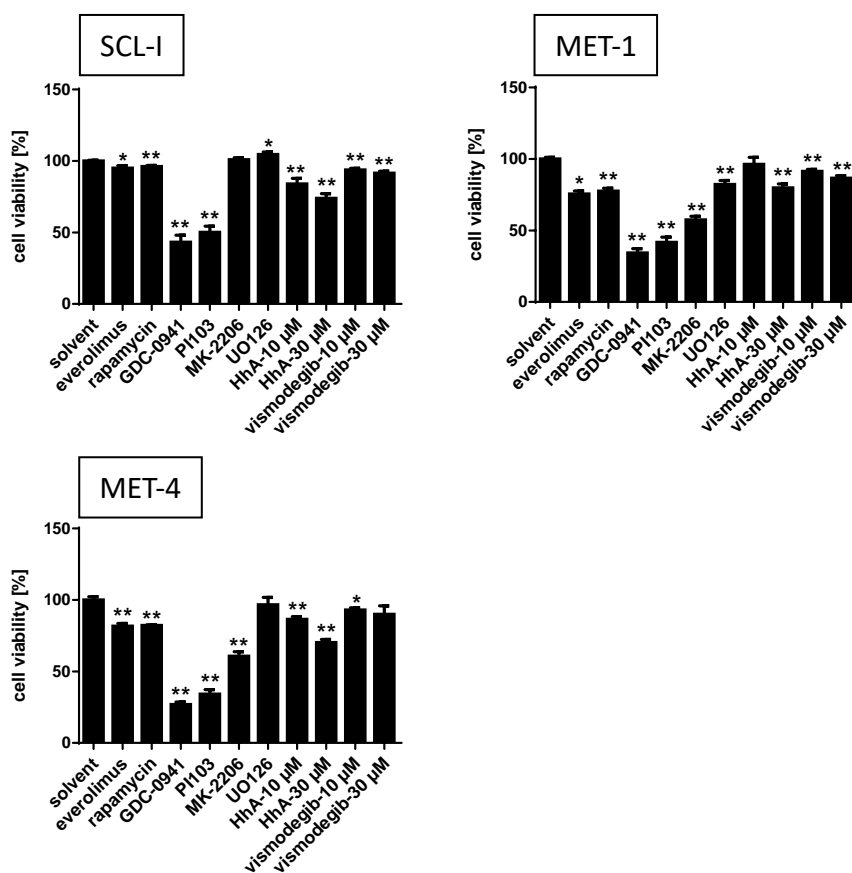 SCL-I
cell viability [%]
150
100
50
0
* ** ** ** * ** ** ** **
solvent
everolimus
rapamycin
GDC-0941
PI103
MK-2206
UO126
HhA-10 µM
HhA-30 µM
vismodegib-10 µM
vismodegib-30 µM
MET-1
cell viability [%]
150
100
50
0
* ** ** ** ** ** ** ** **
solvent
everolimus
rapamycin
GDC-0941
PI103
MK-2206
UO126
HhA-10 µM
HhA-30 µM
vismodegib-10 µM
vismodegib-30 µM
MET-4
cell viability [%]
150
100
50
0
** ** ** ** ** ** ** *
solvent
everolimus
rapamycin
GDC-0941
PI103
MK-2206
UO126
HhA-10 µM
HhA-30 µM
vismodegib-10 µM
vismodegib-30 µM